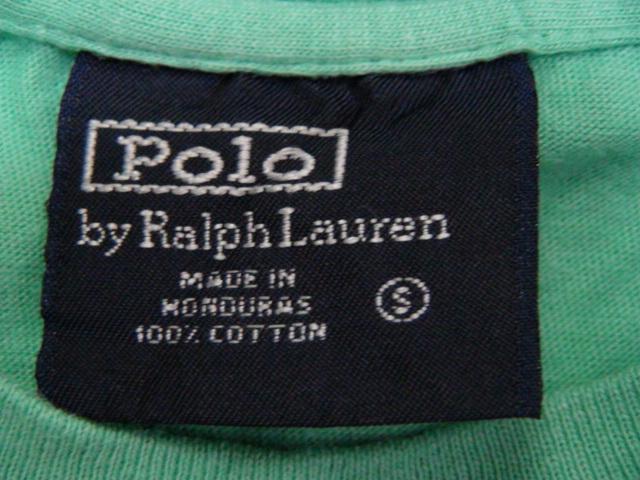 Polo
by Ralph Lauren
MADE IN
HONDURAS
100% COTTON
S